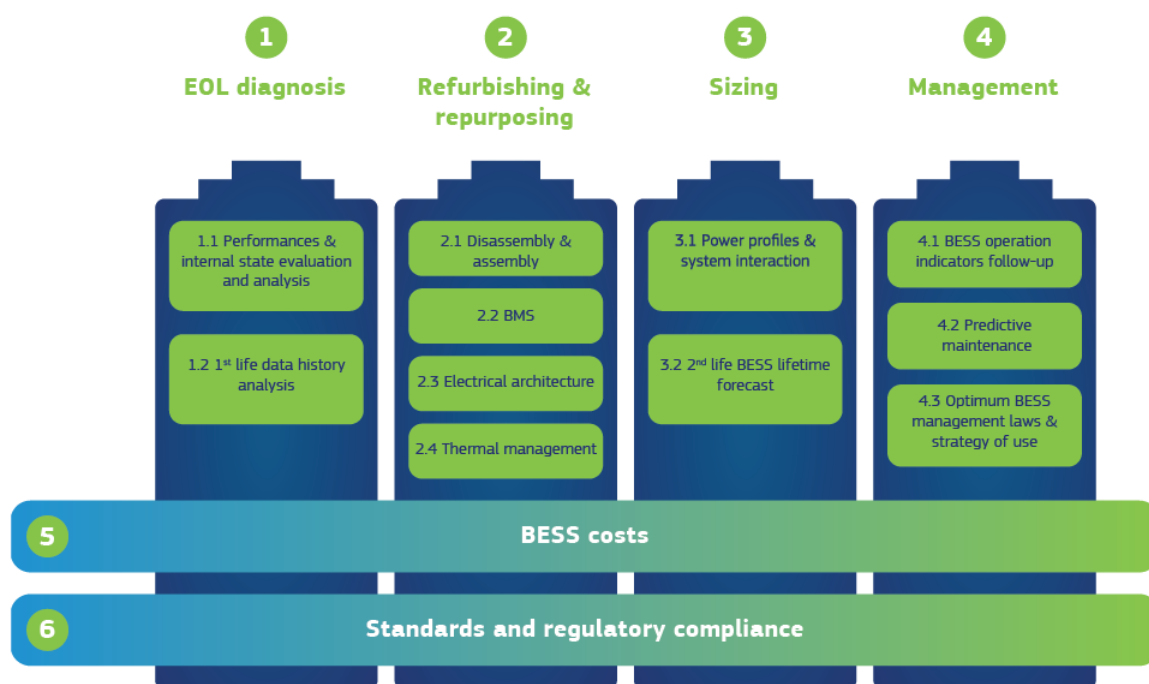 1
EOL diagnosis
1.1 Performances &
internal state evaluation
and analysis
1.2 1st life data history
analysis
2
Refurbishing &
repurposing
2.1 Disassembly &
assembly
2.2 BMS
2.3 Electrical architecture
2.4 Thermal management
3
Sizing
3.1 Power profiles &
system interaction
3.2 2nd life BESS lifetime
forecast
4
Management
4.1 BESS operation
indicators follow-up
4.2 Predictive
maintenance
4.3 Optimum BESS
management laws &
strategy of use
5
BESS costs
6
Standards and regulatory compliance